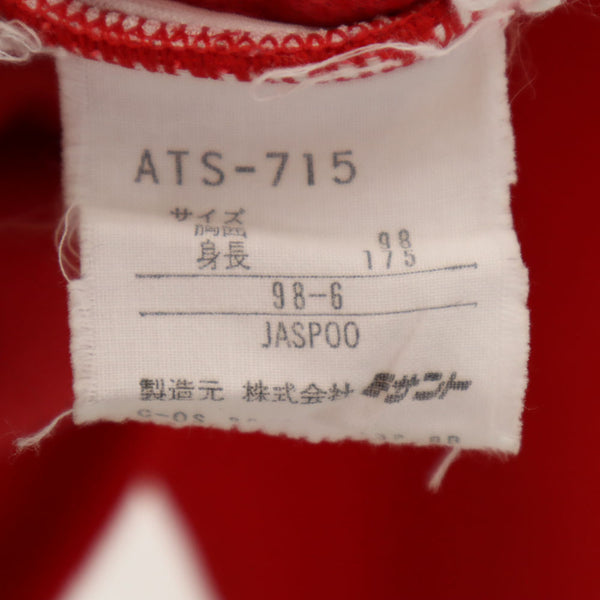 ATS-715
サイズ
胸囲 98
身長 175
98-6
JASPOO
製造元 株式会社 デサント